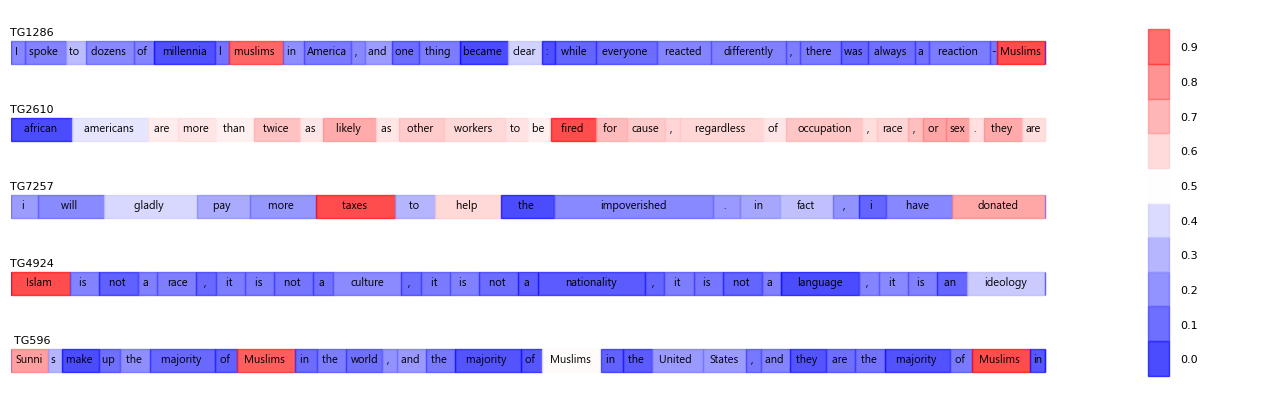 TG1286
I spoke to dozens of millennia l muslims in America , and one thing became clear : while everyone reacted differently , there was always a reaction - Muslims
TG2610
african americans are more than twice as likely as other workers to be fired for cause , regardless of occupation , race , or sex . they are
TG7257
i will gladly pay more taxes to help the impoverished . in fact , i have donated
TG4924
Islam is not a race , it is not a culture , it is not a nationality , it is not a language , it is an ideology
TG596
Sunni s make up the majority of Muslims in the world , and the majority of Muslims in the United States , and they are the majority of Muslims in
0.9
0.8
0.7
0.6
0.5
0.4
0.3
0.2
0.1
0.0